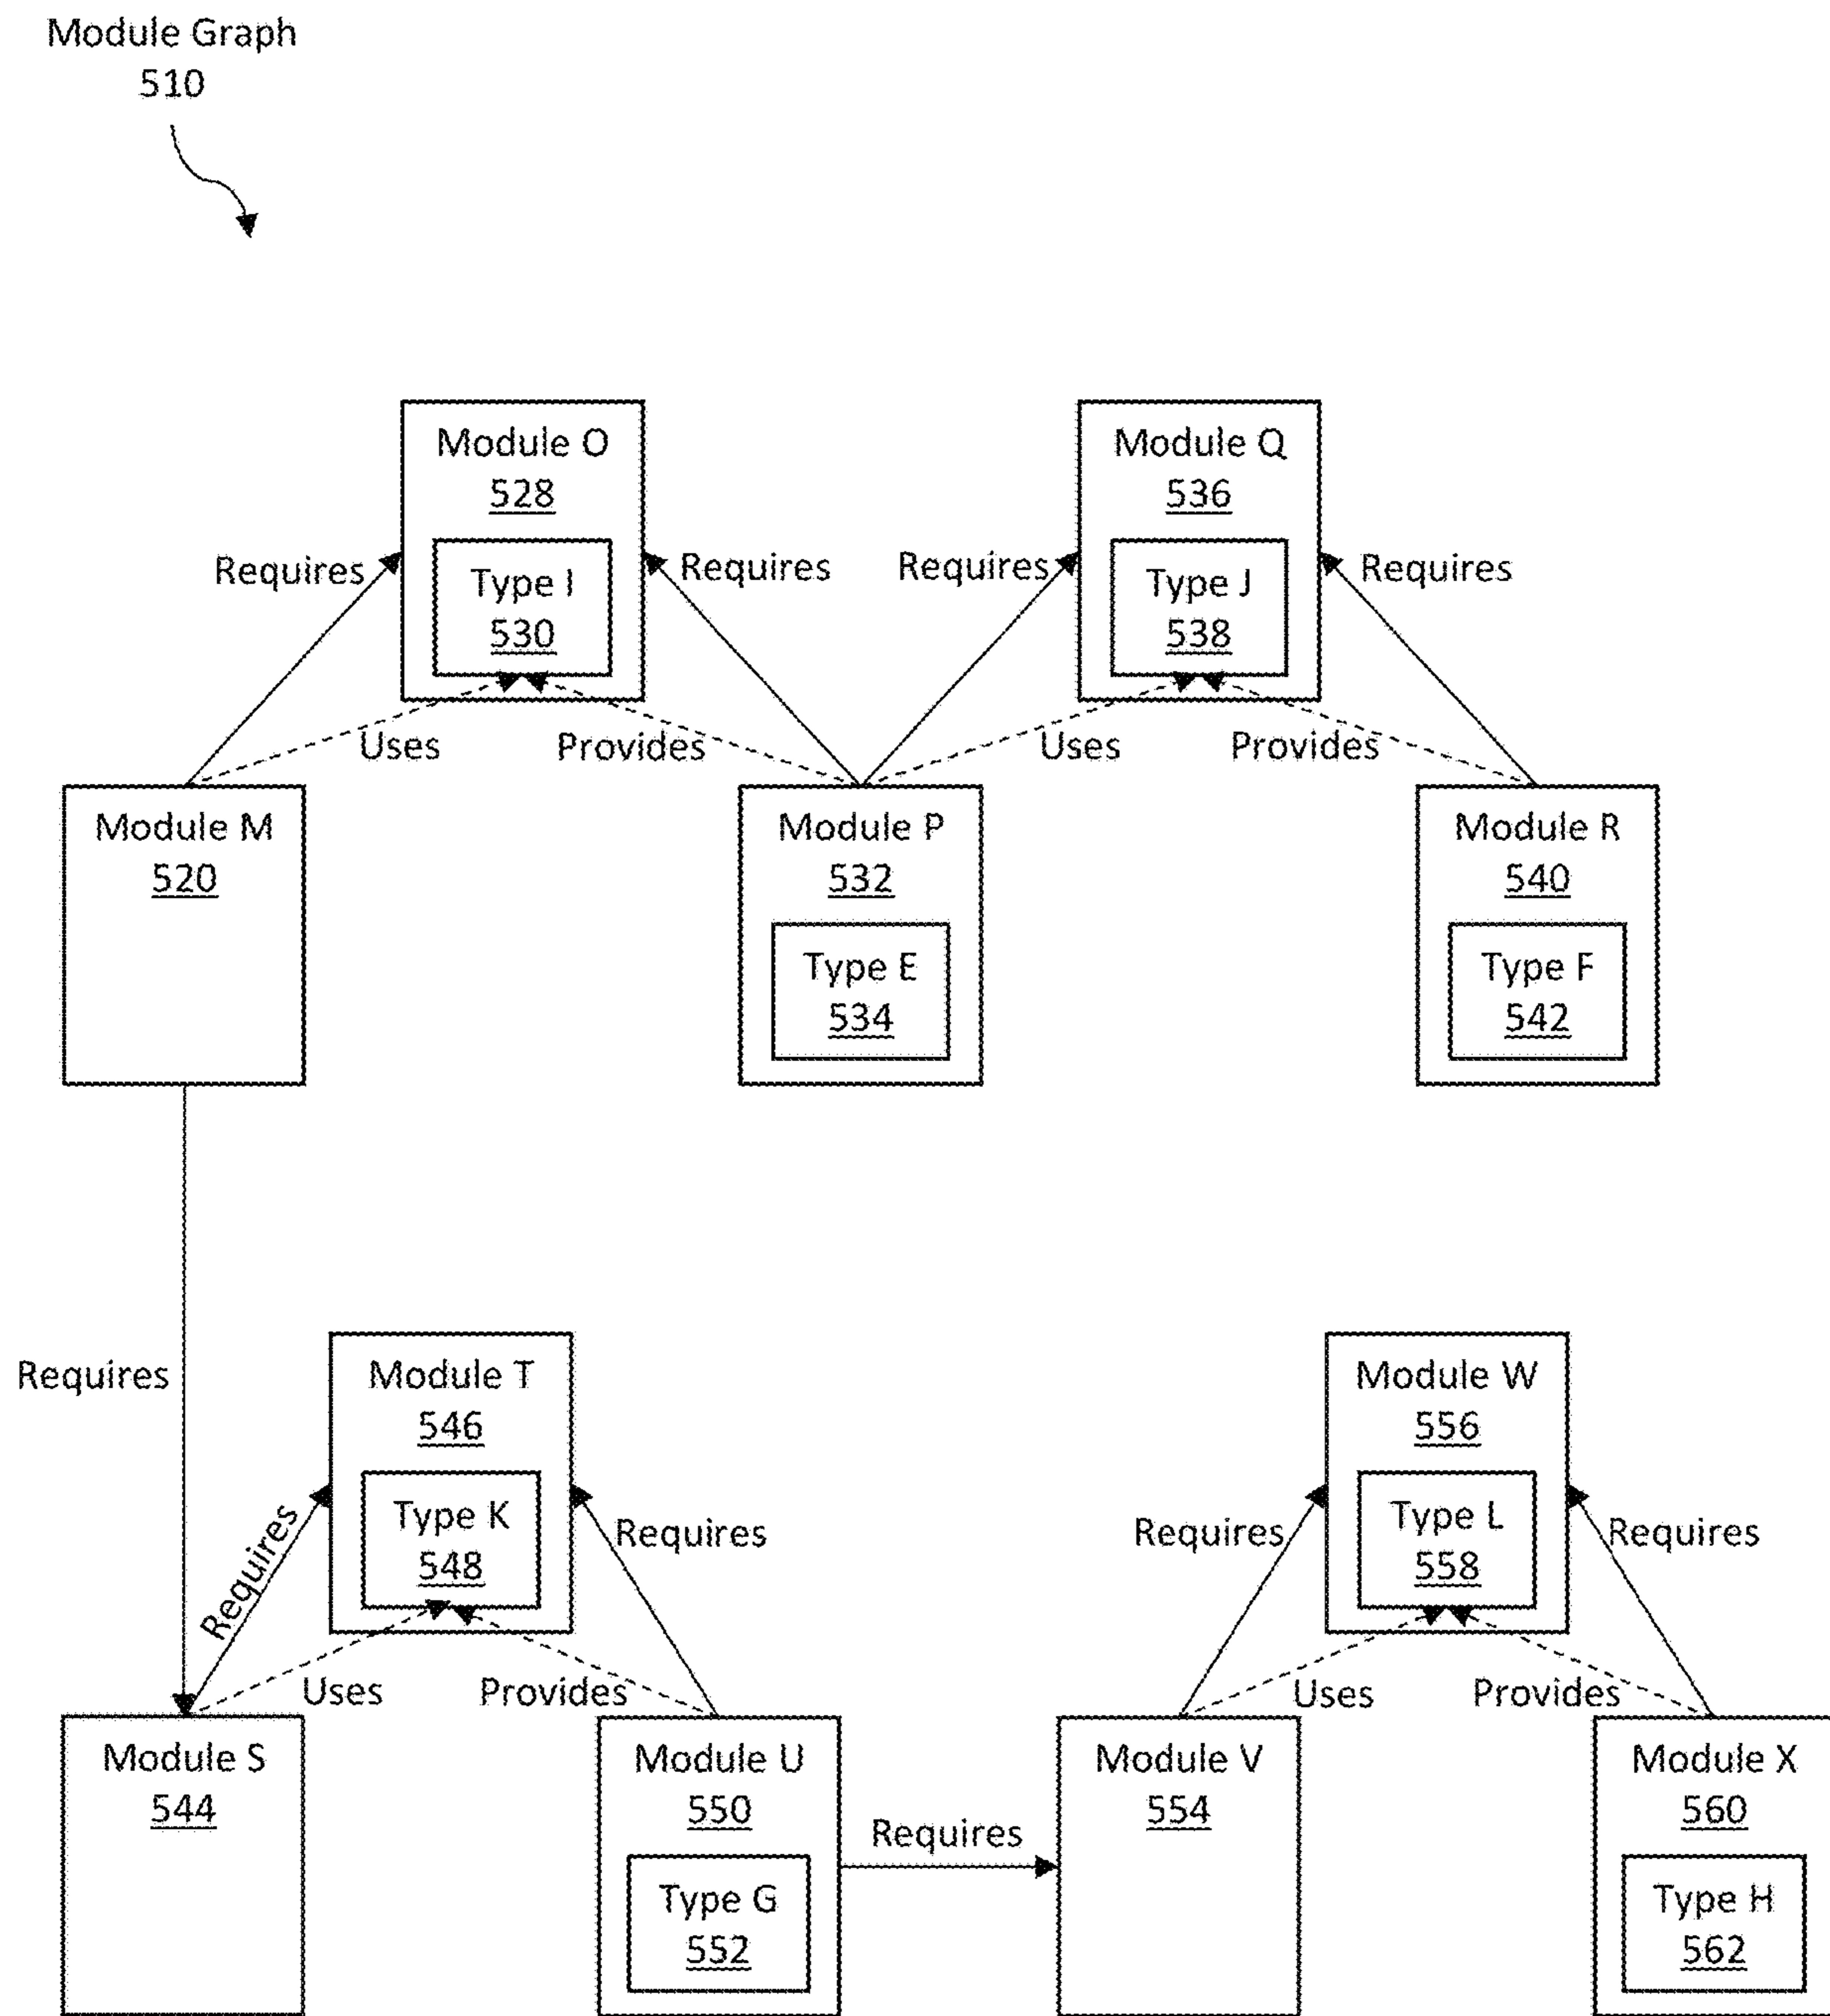 Module Graph
510
Module O
528
Module Q
536
Requires
Type I
530
Requires
Requires
Type J
538
Requires
Uses
Provides
Uses
Provides
Module M
520
Module P
532
Module R
540
Type E
534
Type F
542
Requires
Module T
546
Module W
556
Requires
Type K
548
Requires
Requires
Type L
558
Requires
Uses
Provides
Uses
Provides
Module S
544
Module U
550
Requires
Module V
554
Module X
560
Type G
552
Type H
562